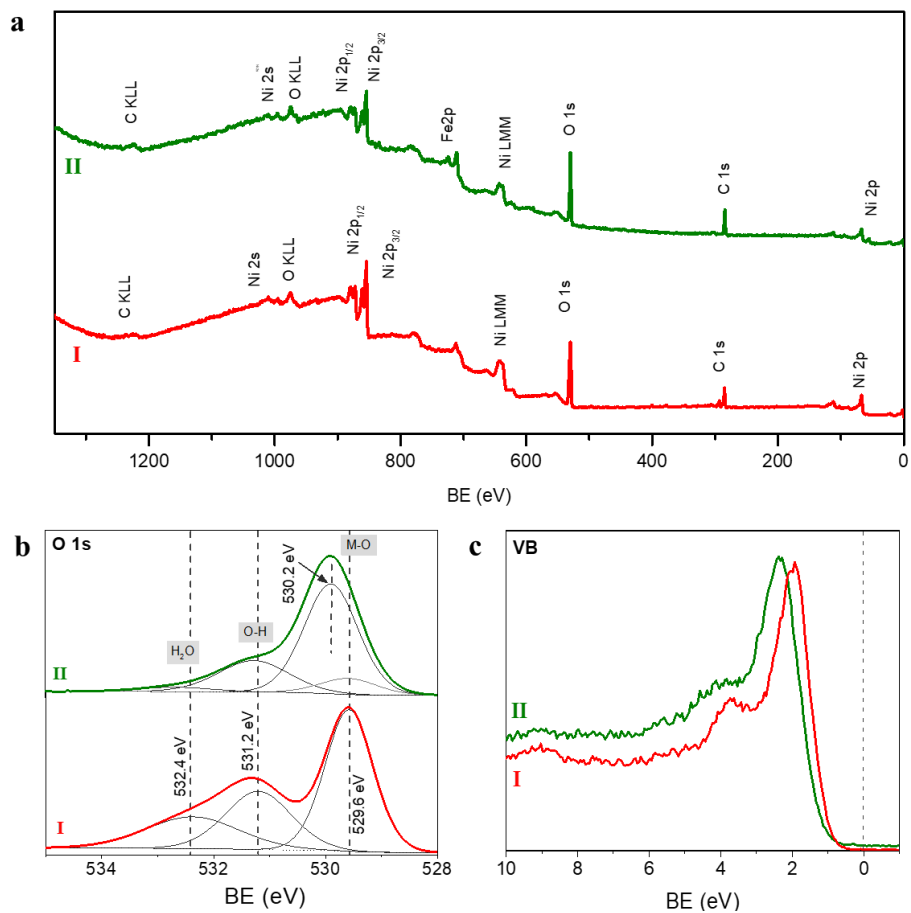 a
C KLL
Ni 2s
O KLL
Ni 2p1/2
Ni 2p3/2
Fe2p
Ni LMM
O 1s
C 1s
Ni 2p
II
C KLL
Ni 2s
O KLL
Ni 2p1/2
Ni 2p3/2
Ni LMM
O 1s
C 1s
Ni 2p
I
1200 1000 800 600 400 200 0
BE (eV)
b
O 1s
M-O
530.2 eV
O-H
H2O
II
532.4 eV
531.2 eV
529.6 eV
I
534 532 530 528
BE (eV)
c
VB
II
I
10 8 6 4 2 0
BE (eV)